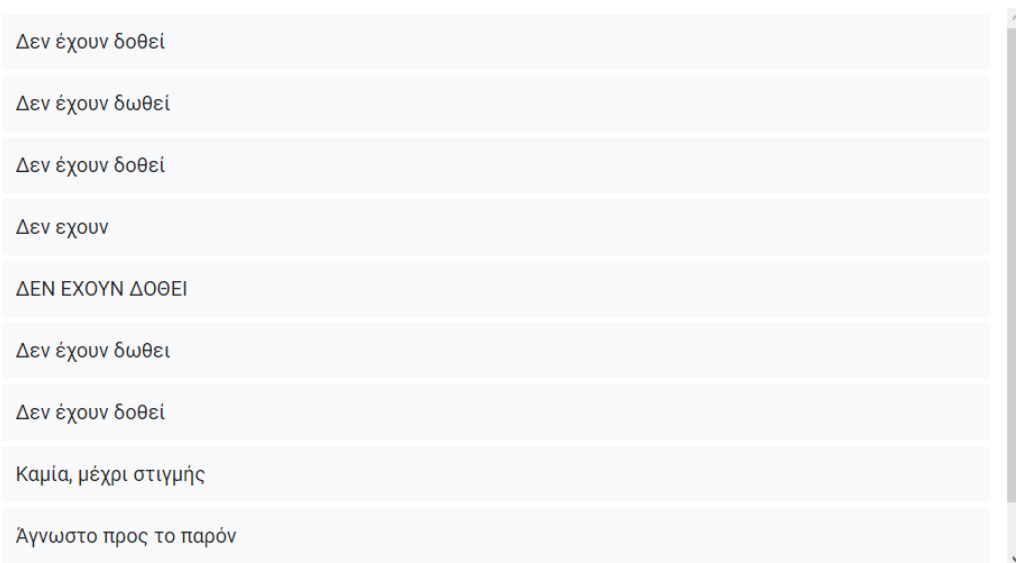 Δεν έχουν δοθεί
Δεν έχουν δωθεί
Δεν έχουν δοθεί
Δεν εχουν
ΔΕΝ ΕΧΟΥΝ ΔΟΘΕΙ
Δεν έχουν δωθει
Δεν έχουν δοθεί
Καμία, μέχρι στιγμής
Άγνωστο προς το παρόν